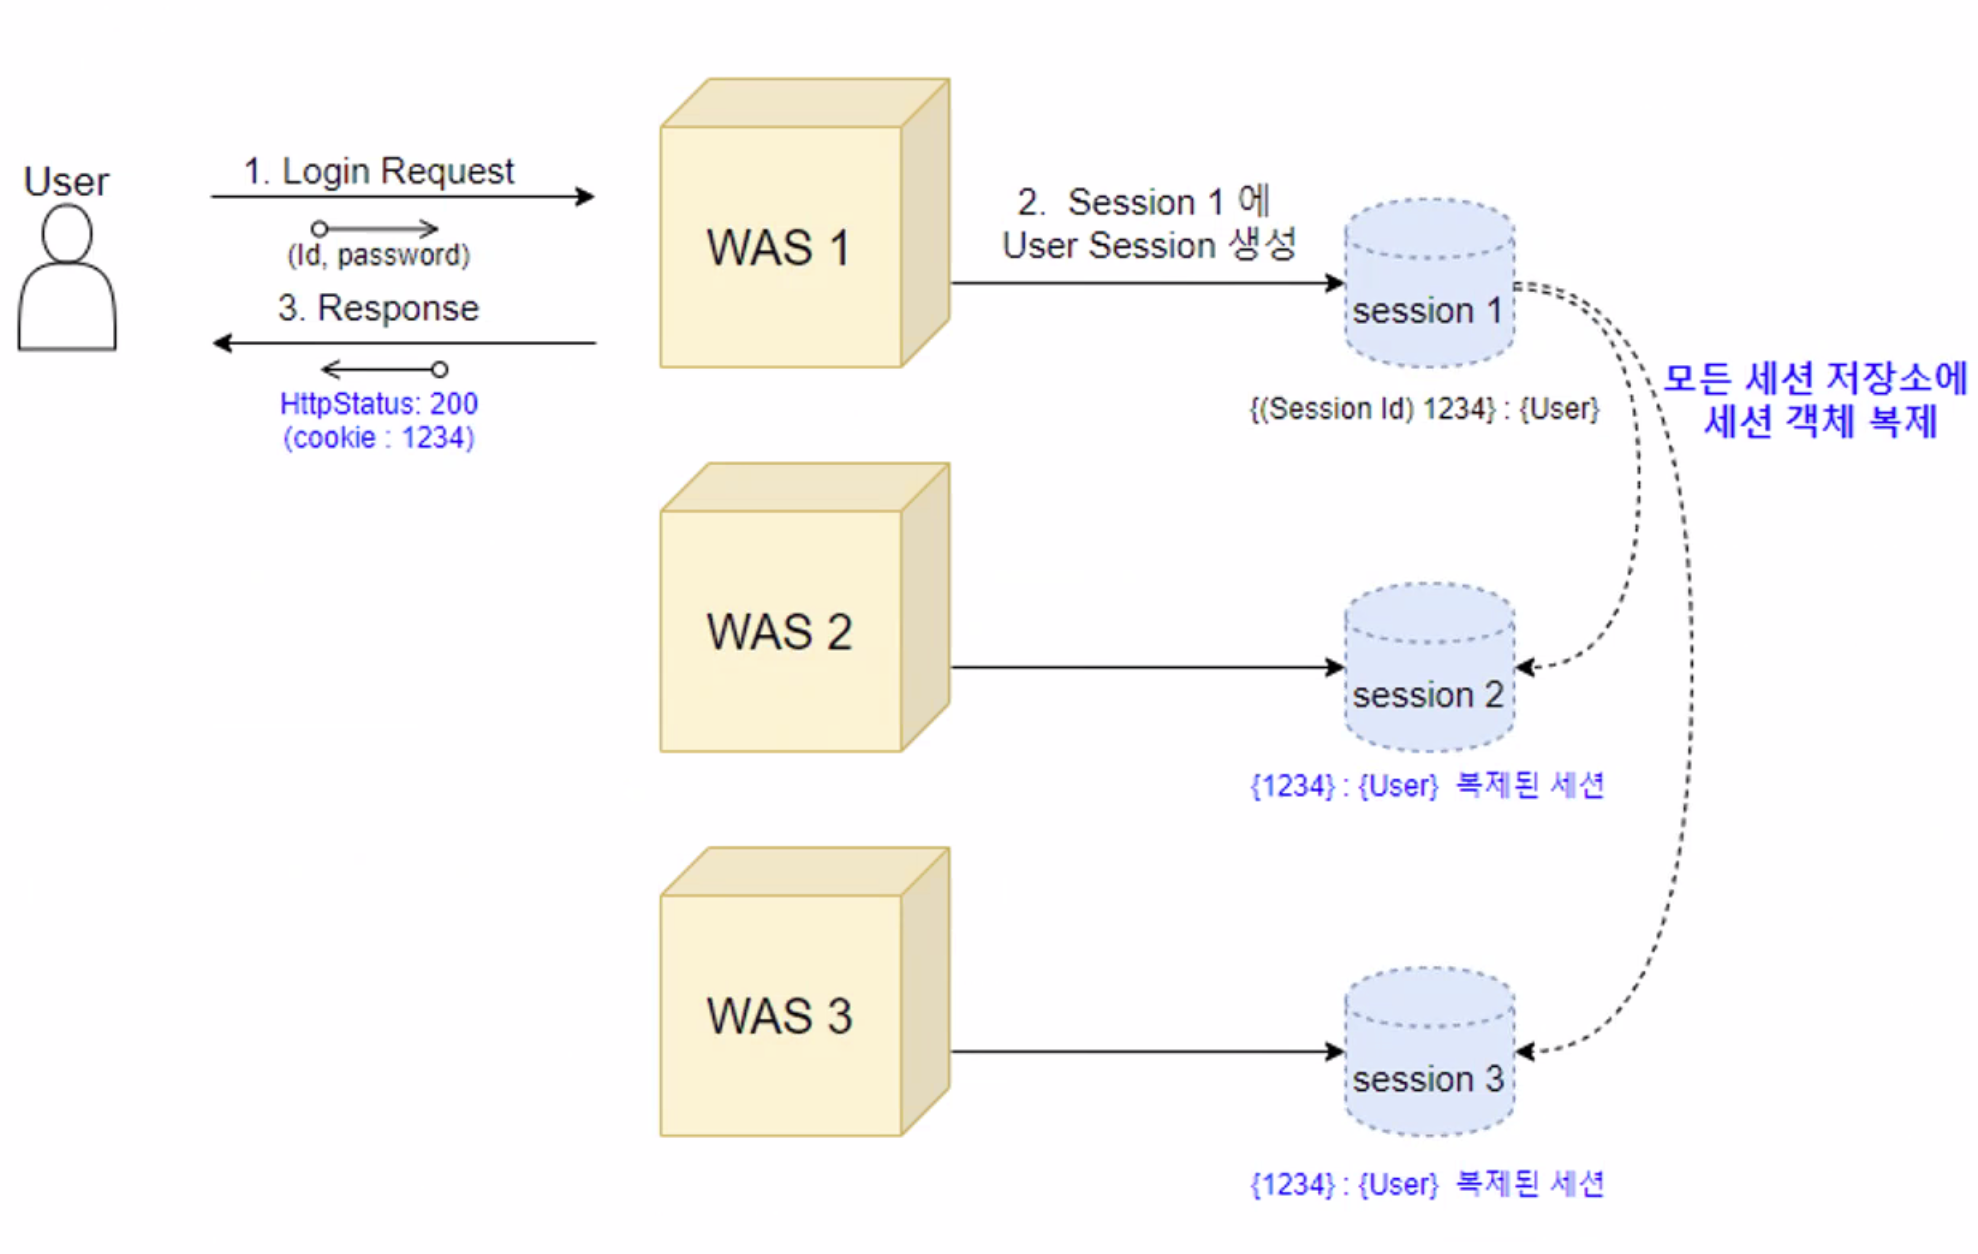 User
1. Login Request
(Id, password)
3. Response
HttpStatus: 200
(cookie : 1234)
WAS 1
2. Session 1 에
User Session 생성
session 1
{(Session Id) 1234} : {User}
모든 세션 저장소에
세션 객체 복제
WAS 2
session 2
{1234} : {User} 복제된 세션
WAS 3
session 3
{1234} : {User} 복제된 세션